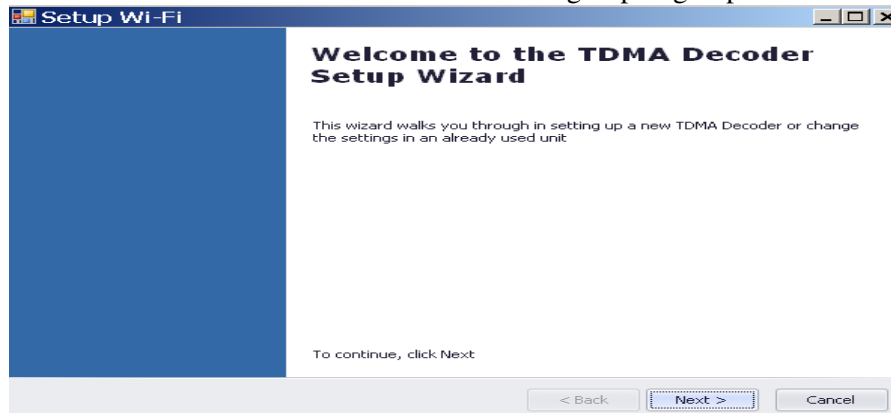 Setup Wi-Fi
Welcome to the TDMA Decoder
Setup Wizard
This wizard walks you through in setting up a new TDMA Decoder or change
the settings in an already used unit
To continue, click Next
< Back
Next >
Cancel